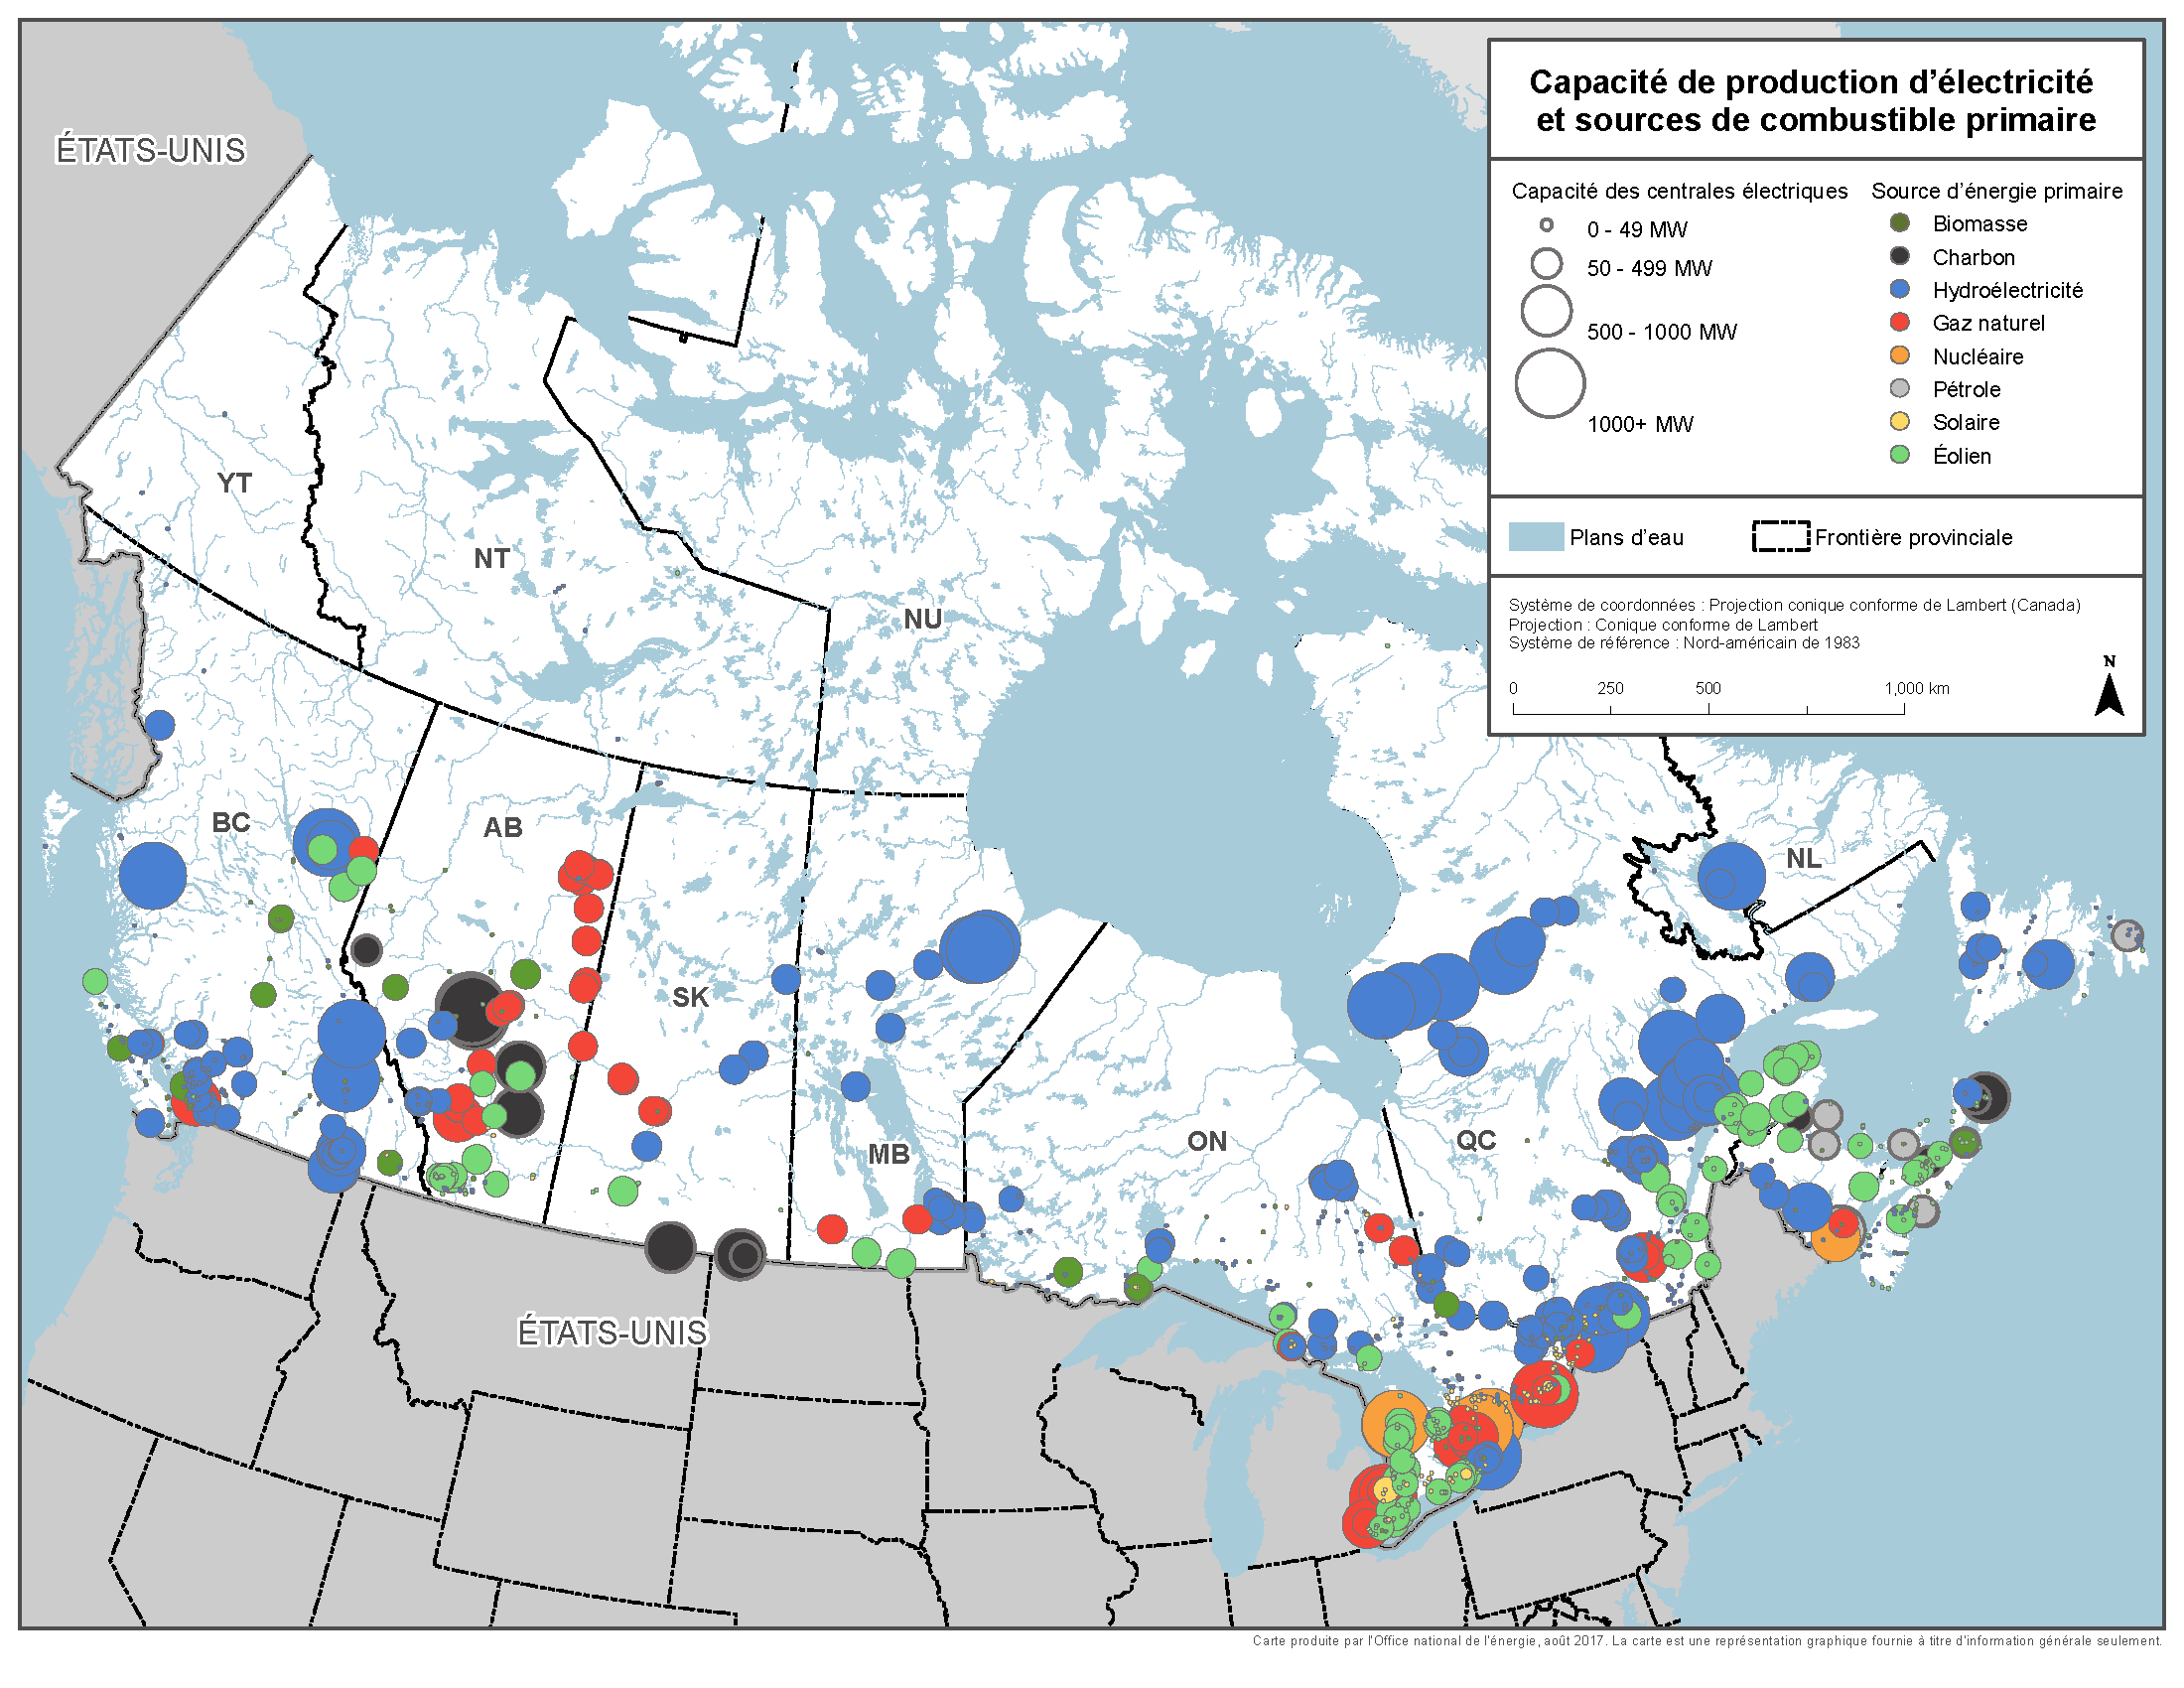 Capacité de production d'électricité
et sources de combustible primaire
Capacité des centrales électriques
0 - 49 MW
50 - 499 MW
500 - 1000 MW
1000+ MW
Source d'énergie primaire
Biomasse
Charbon
Hydroélectricité
Gaz naturel
Nucléaire
Pétrole
Solaire
Éolien
Plans d'eau
Frontière provinciale
Système de coordonnées : Projection conique conforme de Lambert (Canada)
Projection : Conique conforme de Lambert
Système de référence : Nord-américain de 1983
0 250 500 1,000 km
N
ÉTATS-UNIS
YT
NT
NU
BC
AB
SK
MB
ON
QC
NL
ÉTATS-UNIS
Carte produite par l'Office national de l'énergie, août 2017. La carte est une représentation graphique fournie à titre d'information générale seulement.